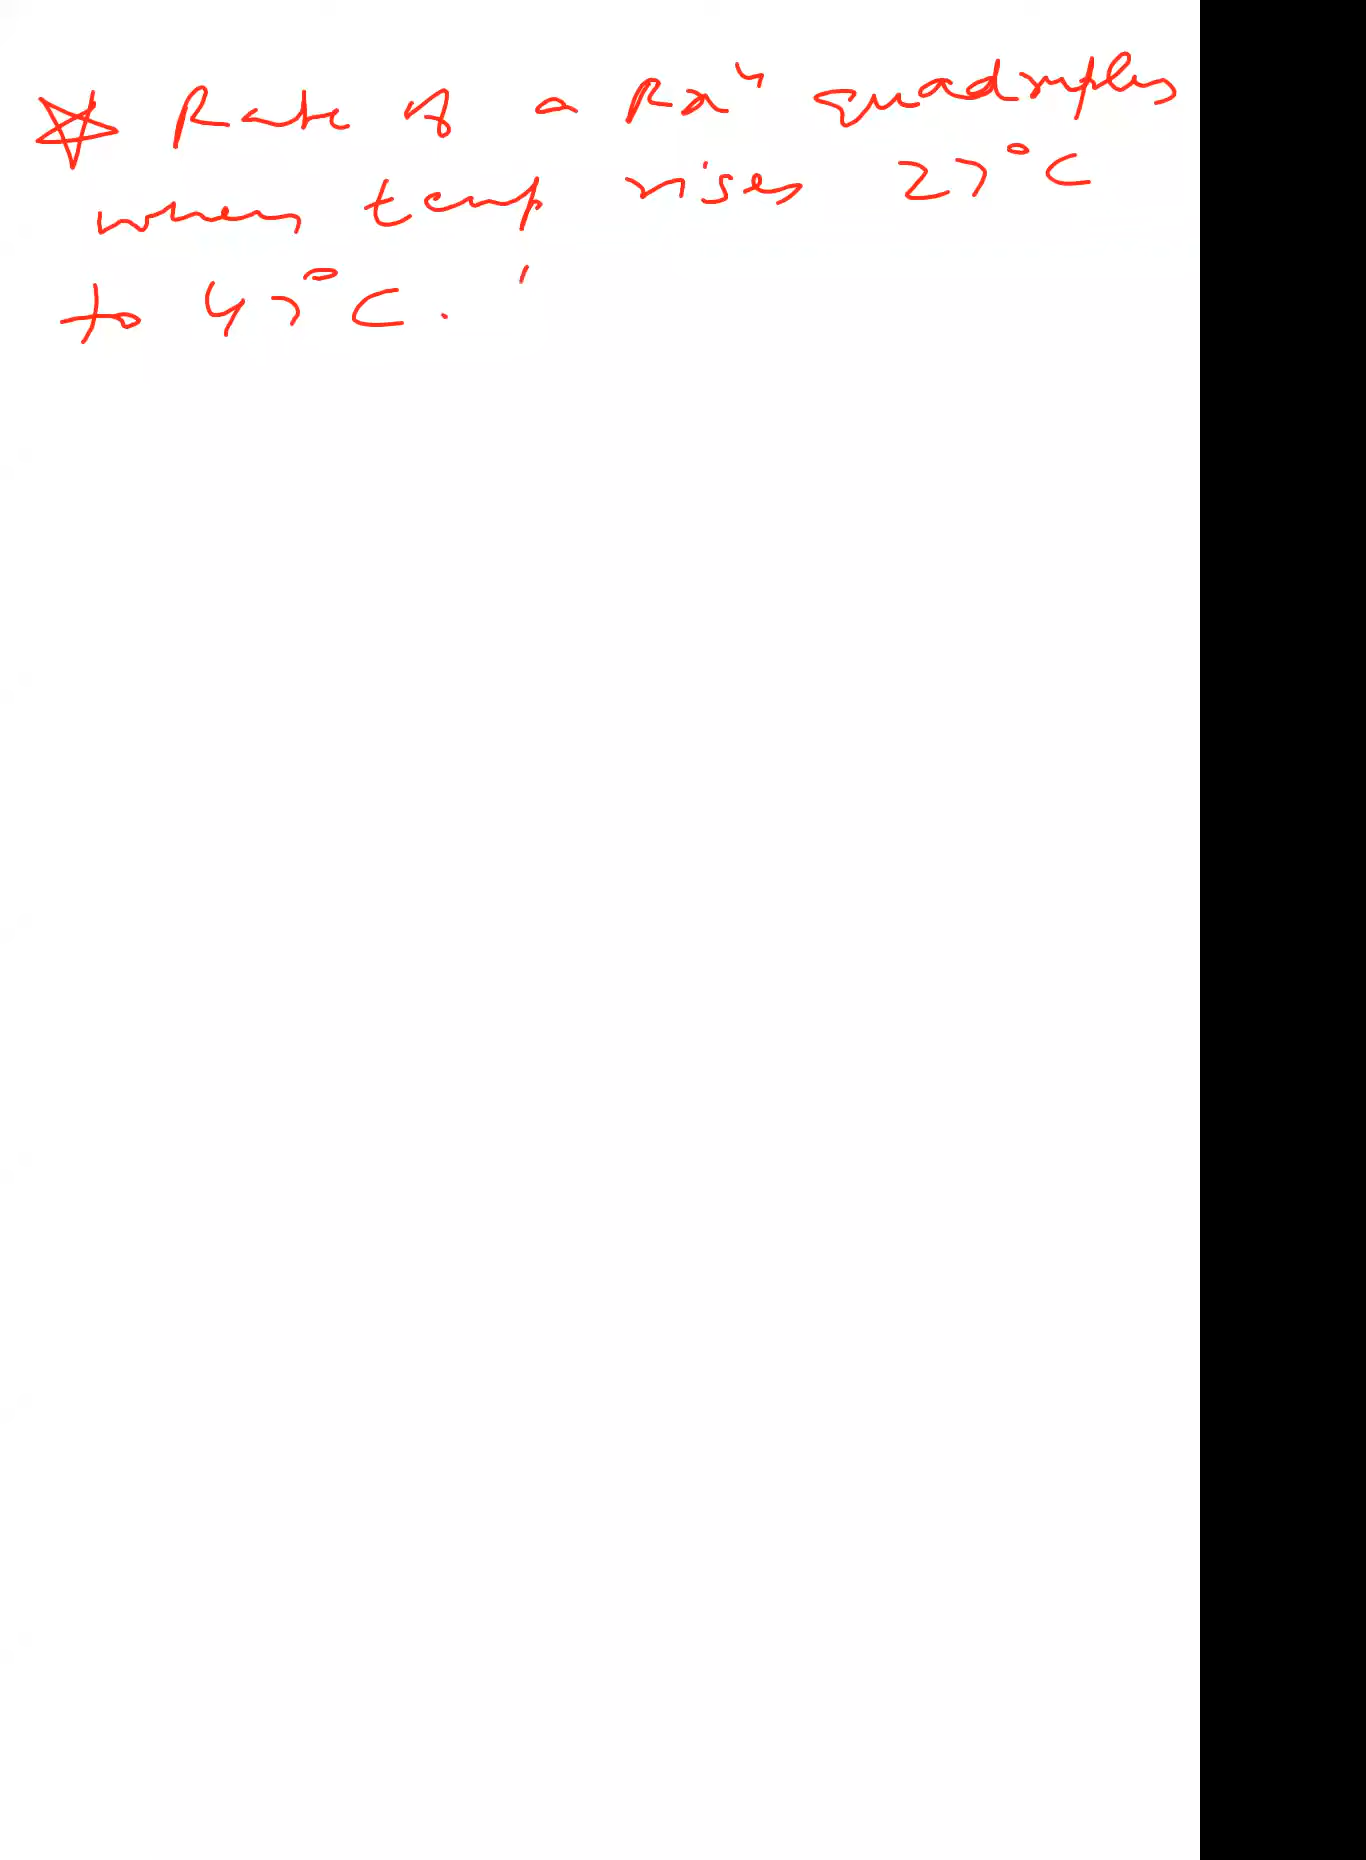 Rate of a Rxⁿ quadruples
when temp rises 27°C
to 47°C.